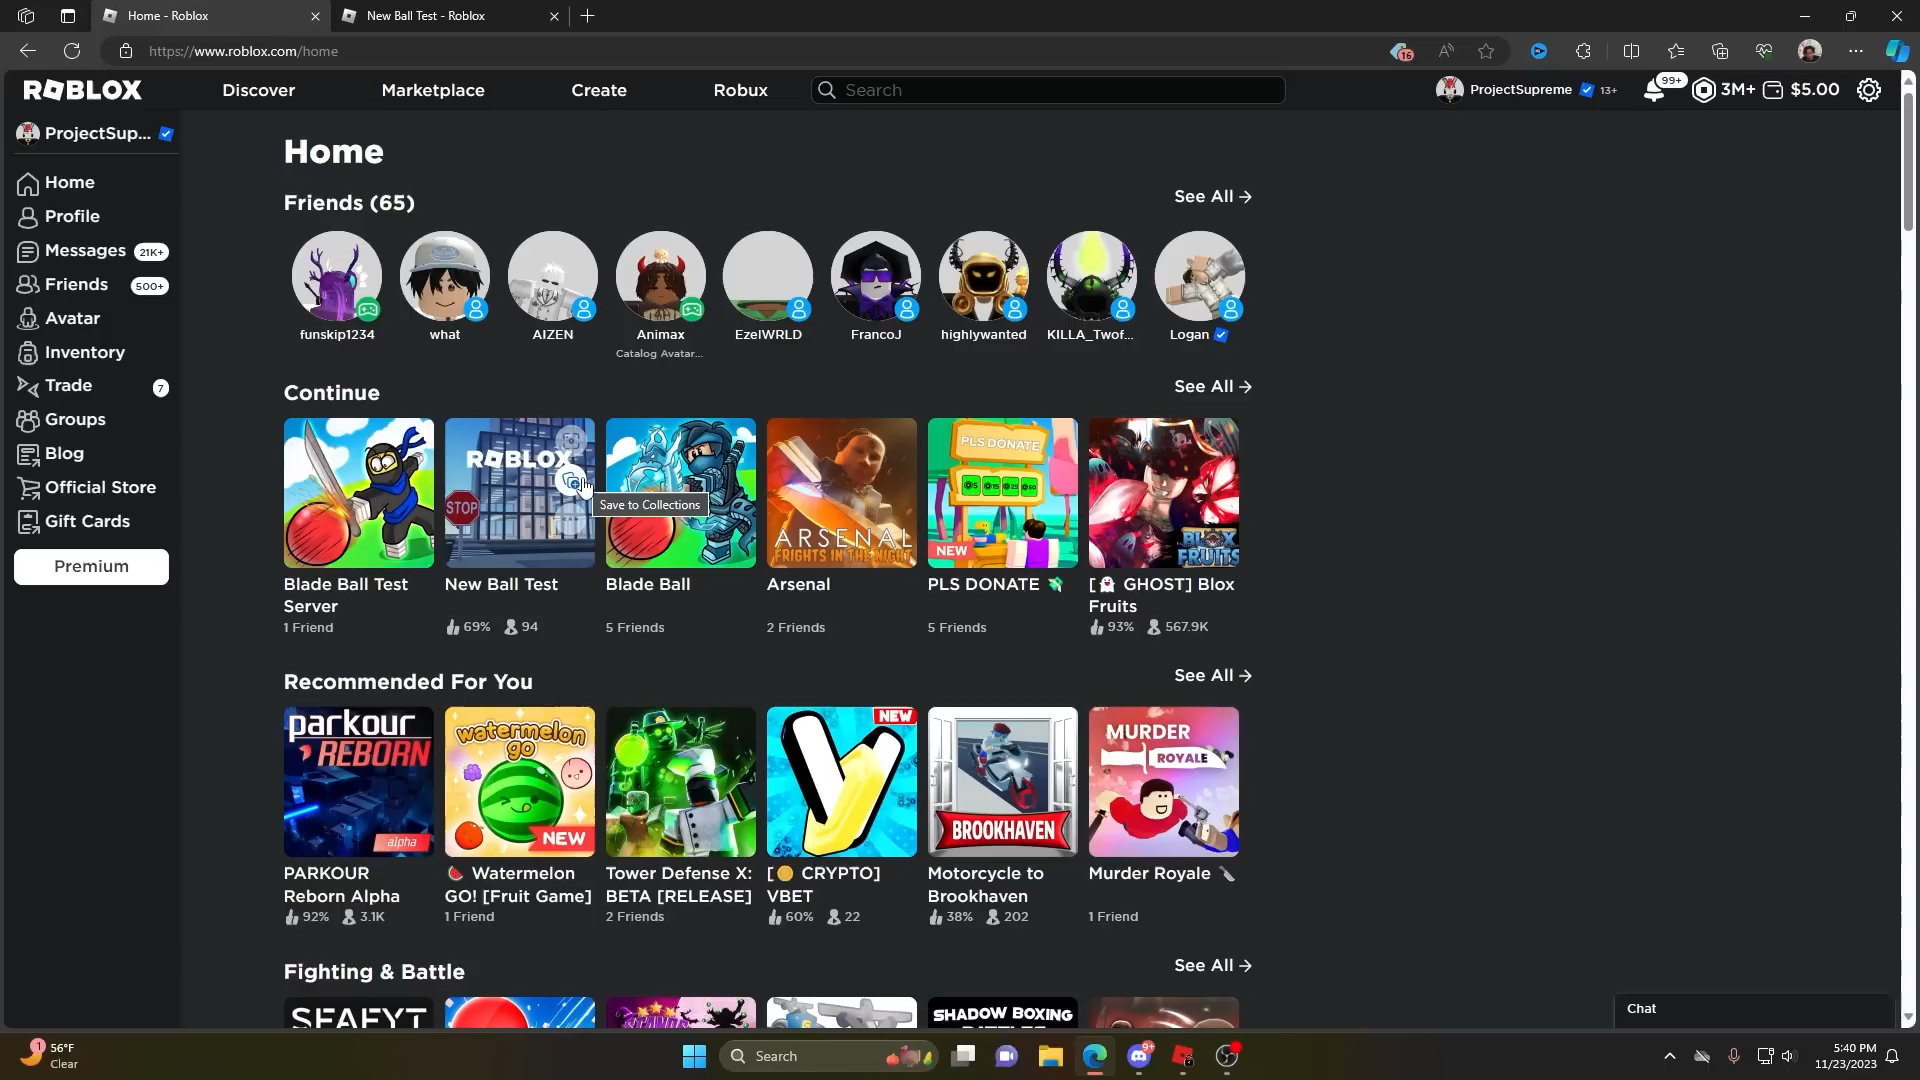 Home - Roblox
New Ball Test - Roblox
https://www.roblox.com/home
16
ROBLOX
Discover
Marketplace
Create
Robux
Search
ProjectSupreme
13+
99+
3M+
$5.00
ProjectSup...
Home
Profile
Messages
21K+
Friends
500+
Avatar
Inventory
Trade
7
Groups
Blog
Official Store
Gift Cards
Premium
Home
Friends (65)
See All
funskip1234
what
AIZEN
Animax
Catalog Avatar...
EzelWRLD
FrancoJ
highlywanted
KILLA_Twof...
Logan
Continue
See All
ROBLOX
STOP
Save to Collections
ARSENAL
FRIGHTS IN THE NIGHT
PLS DONATE
5
10
25
50
NEW
BLOX
FRUITS
Blade Ball Test
Server
1 Friend
New Ball Test
69% 94
Blade Ball
5 Friends
Arsenal
2 Friends
PLS DONATE 💸
5 Friends
[👻 GHOST] Blox
Fruits
93% 567.9K
Recommended For You
See All
parkour
REBORN
alpha
watermelon
go
NEW
NEW
BROOKHAVEN
MURDER
ROYALE
PARKOUR
Reborn Alpha
92% 3.1K
🍉 Watermelon
GO! [Fruit Game]
1 Friend
Tower Defense X:
BETA [RELEASE]
2 Friends
[🪙 CRYPTO]
VBET
60% 22
Motorcycle to
Brookhaven
38% 202
Murder Royale 🔪
1 Friend
Fighting & Battle
See All
SHADOW BOXING
Chat
1
56°F
Clear
Search
9+
5:40 PM
11/23/2023